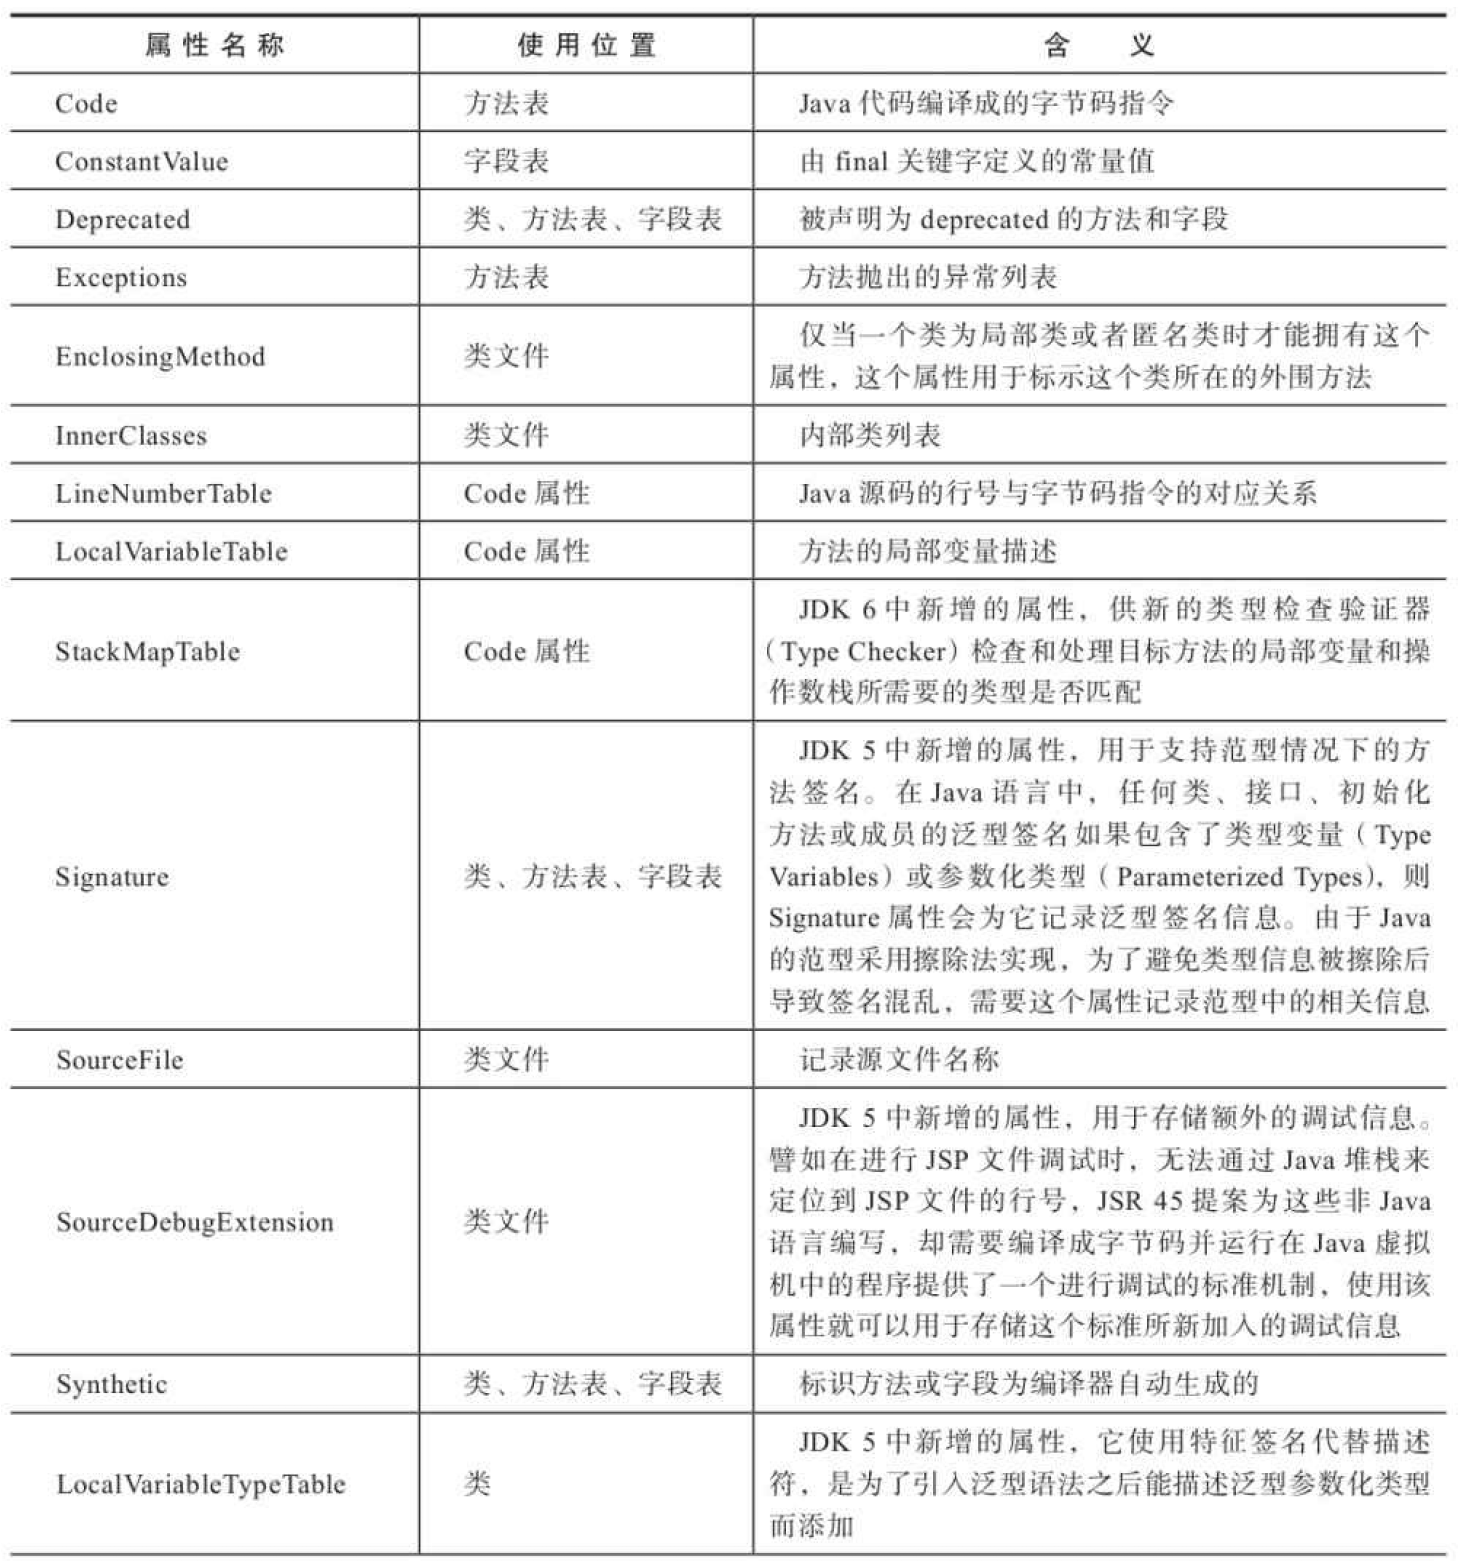 属性名称 使用位置 含 义
Code 方法表 Java 代码编译成的字节码指令
ConstantValue 字段表 由 final 关键字定义的常量值
Deprecated 类、方法表、字段表 被声明为 deprecated 的方法和字段
Exceptions 方法表 方法抛出的异常列表
EnclosingMethod 类文件 仅当一个类为局部类或者匿名类时才能拥有这个
属性，这个属性用于标示这个类所在的外围方法
InnerClasses 类文件 内部类列表
LineNumberTable Code 属性 Java 源码的行号与字节码指令的对应关系
LocalVariableTable Code 属性 方法的局部变量描述
StackMapTable Code 属性 JDK 6 中新增的属性，供新的类型检查验证器
（Type Checker）检查和处理目标方法的局部变量和操
作数栈所需要的类型是否匹配
Signature 类、方法表、字段表 JDK 5 中新增的属性，用于支持范型情况下的方
法签名。在 Java 语言中，任何类、接口、初始化
方法或成员的泛型签名如果包含了类型变量（Type
Variables）或参数化类型（Parameterized Types），则
Signature 属性会为它记录泛型签名信息。由于 Java
的范型采用擦除法实现，为了避免类型信息被擦除后
导致签名混乱，需要这个属性记录范型中的相关信息
SourceFile 类文件 记录源文件名称
SourceDebugExtension 类文件 JDK 5 中新增的属性，用于存储额外的调试信息。
譬如在进行 JSP 文件调试时，无法通过 Java 堆栈来
定位到 JSP 文件的行号，JSR 45 提案为这些非 Java
语言编写，却需要编译成字节码并运行在 Java 虚拟
机中的程序提供了一个进行调试的标准机制，使用该
属性就可以用于存储这个标准所新加入的调试信息
Synthetic 类、方法表、字段表 标识方法或字段为编译器自动生成的
LocalVariableTypeTable 类 JDK 5 中新增的属性，它使用特征签名代替描述
符，是为了引入泛型语法之后能描述泛型参数化类型
而添加